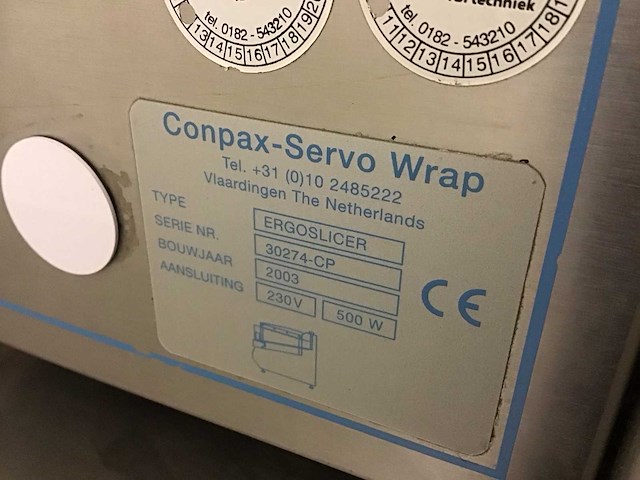 techniek
tel. 0182 - 543210
13 14 15 16 17 18 19
tel. 0182 - 543210
11 12 13 14 15 16 17 18
Conpax-Servo Wrap
Tel. +31 (0)10 2485222
Vlaardingen The Netherlands
TYPE ERGOSLICER
SERIE NR. 30274-CP
BOUWJAAR 2003
AANSLUITING 230V 500 W
CE